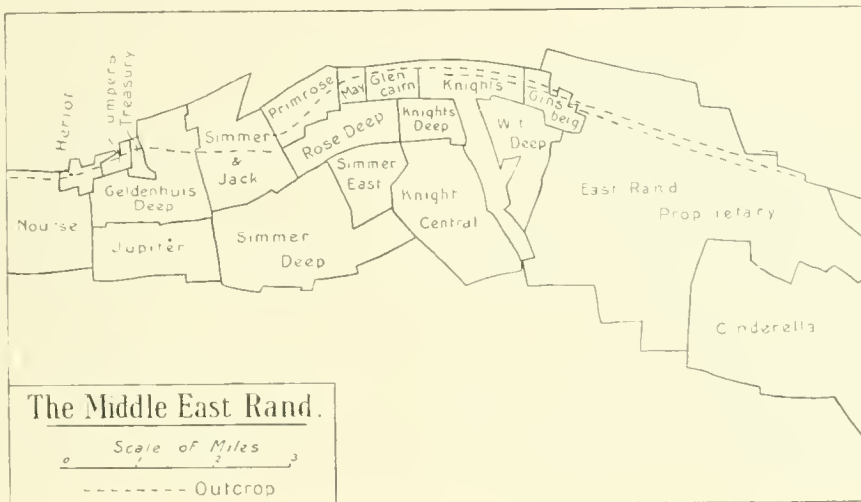 Heriot
Treasury
Nourse
Geldenhuis
Deep
Jupiter
Simmer
& Jack
Primrose
May
Glen
cairn
Knights
Gins
berg
Rose Deep
Knights
Deep
Wit
Deep
Simmer
East
Simmer
Deep
Knight
Central
East Rand
Proprietary
Cinderella
The Middle East Rand.
Scale of Miles
0 1 2 3
Outcrop